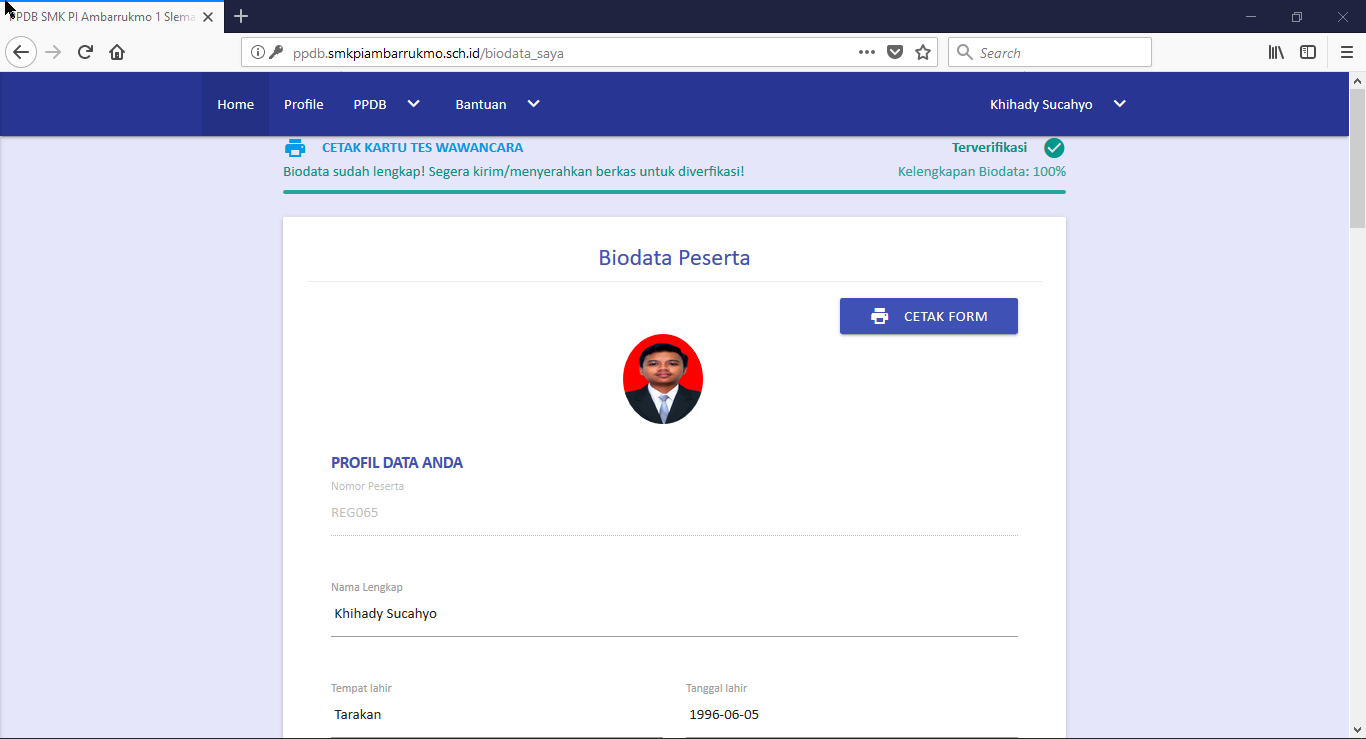 PPDB SMK PI Ambarrukmo 1 Slema
ppdb.smkpiambarrukmo.sch.id/biodata_saya
Search
Home Profile PPDB Bantuan Khihady Sucahyo
CETAK KARTU TES WAWANCARA Terverifikasi
Biodata sudah lengkap! Segera kirim/menyerahkan berkas untuk diverfikasi! Kelengkapan Biodata: 100%
Biodata Peserta
CETAK FORM
PROFIL DATA ANDA
Nomor Peserta
REG065
Nama Lengkap
Khihady Sucahyo
Tempat lahir Tanggal lahir
Tarakan 1996-06-05